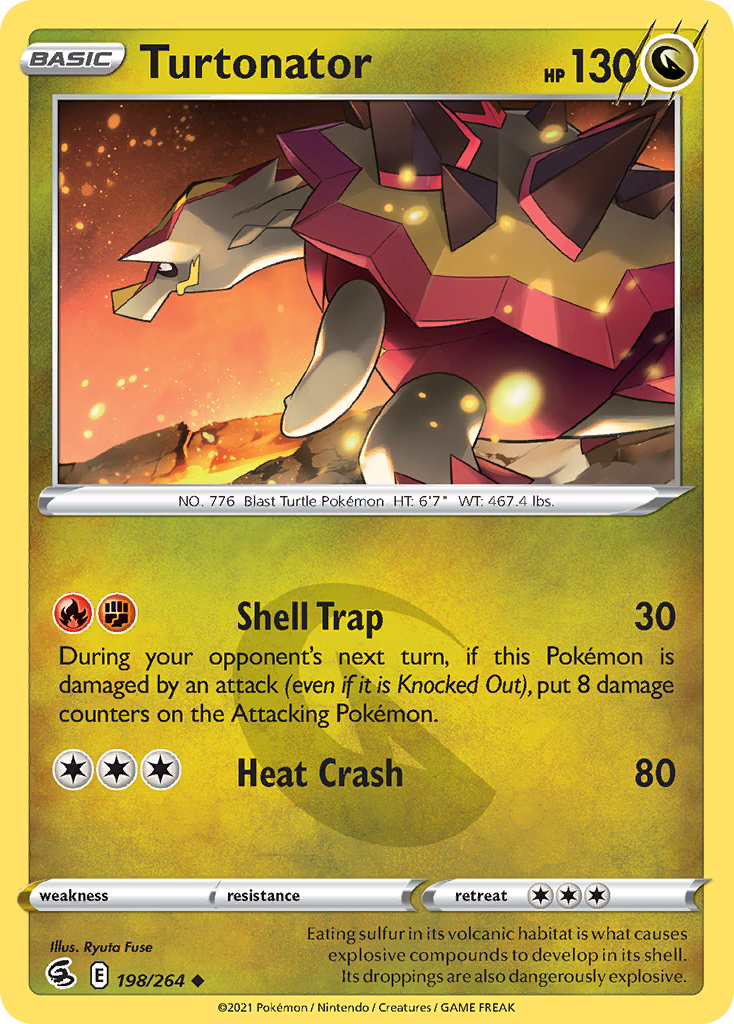 BASIC Turtonator HP 130
NO. 776 Blast Turtle Pokémon HT: 6'7" WT: 467.4 lbs.
Shell Trap 30
During your opponent's next turn, if this Pokémon is
damaged by an attack (even if it is Knocked Out), put 8 damage
counters on the Attacking Pokémon.
Heat Crash 80
weakness resistance retreat
Illus. Ryuta Fuse
Eating sulfur in its volcanic habitat is what causes
explosive compounds to develop in its shell.
Its droppings are also dangerously explosive.
E 198/264
©2021 Pokémon / Nintendo / Creatures / GAME FREAK